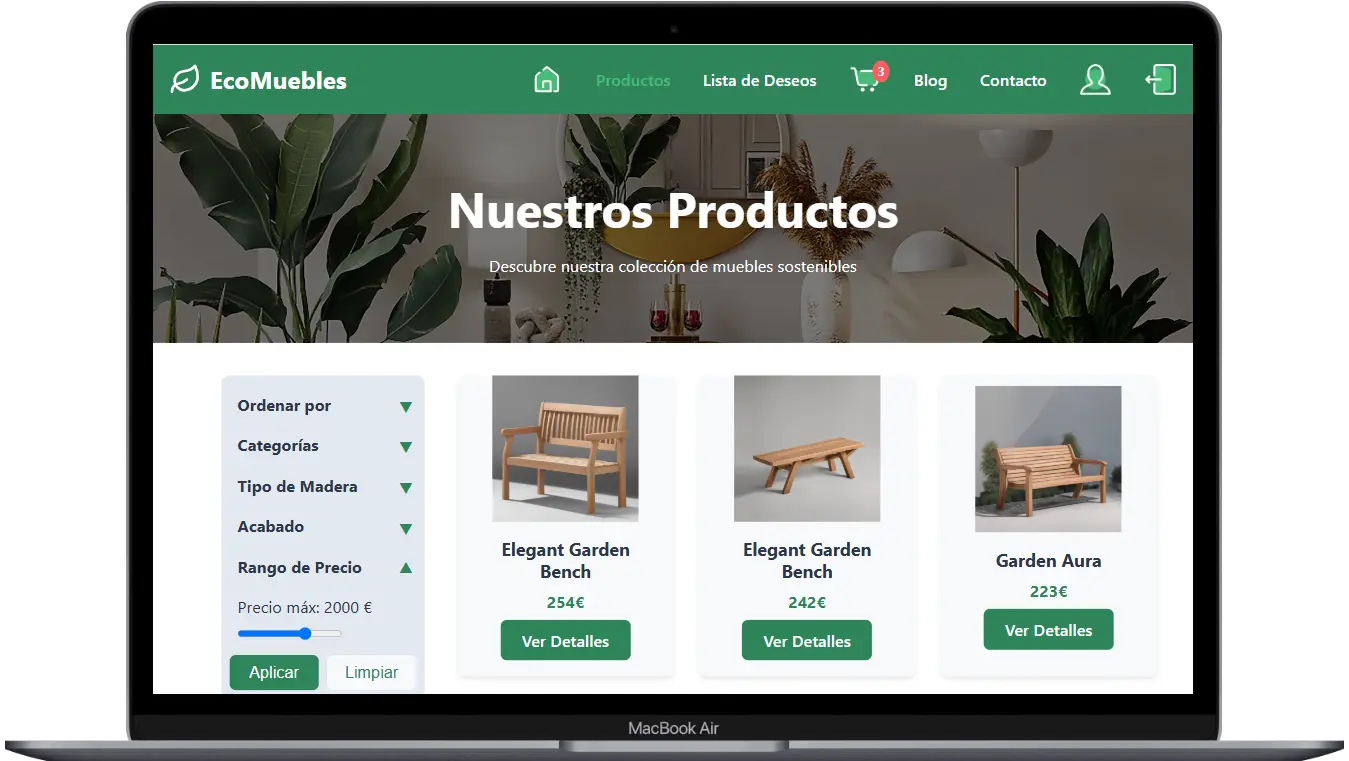 EcoMuebles
Productos
Lista de Deseos
3
Blog
Contacto
Nuestros Productos
Descubre nuestra colección de muebles sostenibles
Ordenar por
Categorías
Tipo de Madera
Acabado
Rango de Precio
Precio máx: 2000 €
Aplicar
Limpiar
Elegant Garden
Bench
254€
Ver Detalles
Elegant Garden
Bench
242€
Ver Detalles
Garden Aura
223€
Ver Detalles
MacBook Air